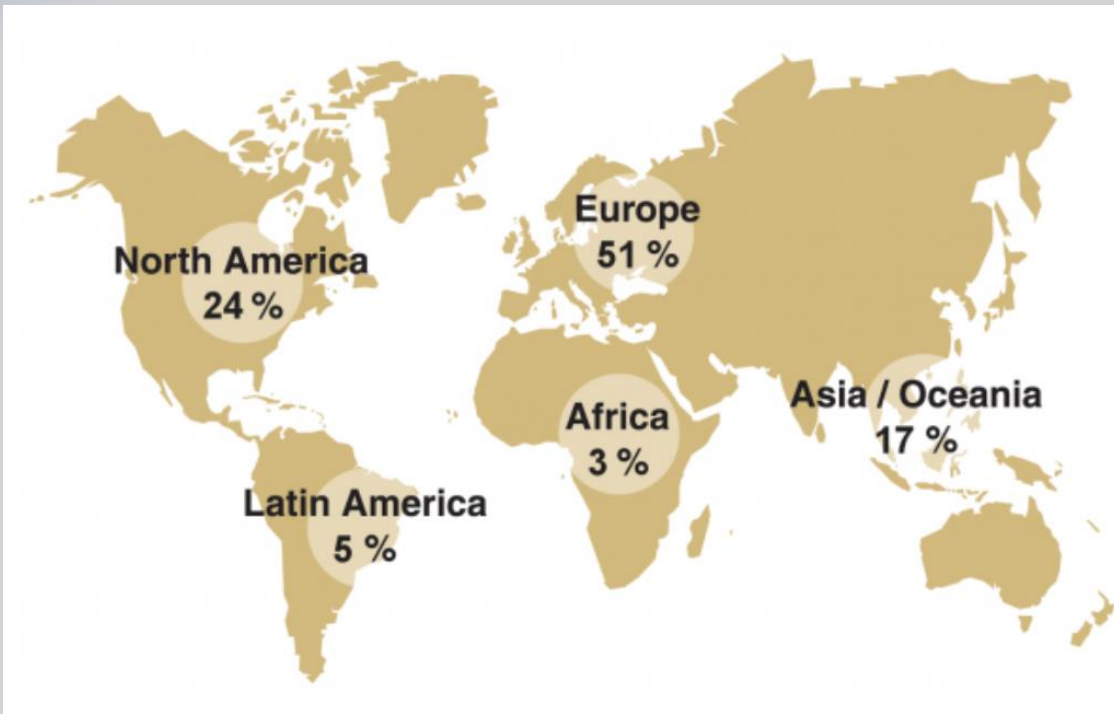 North America
24 %
Europe
51 %
Asia / Oceania
17 %
Africa
3 %
Latin America
5 %